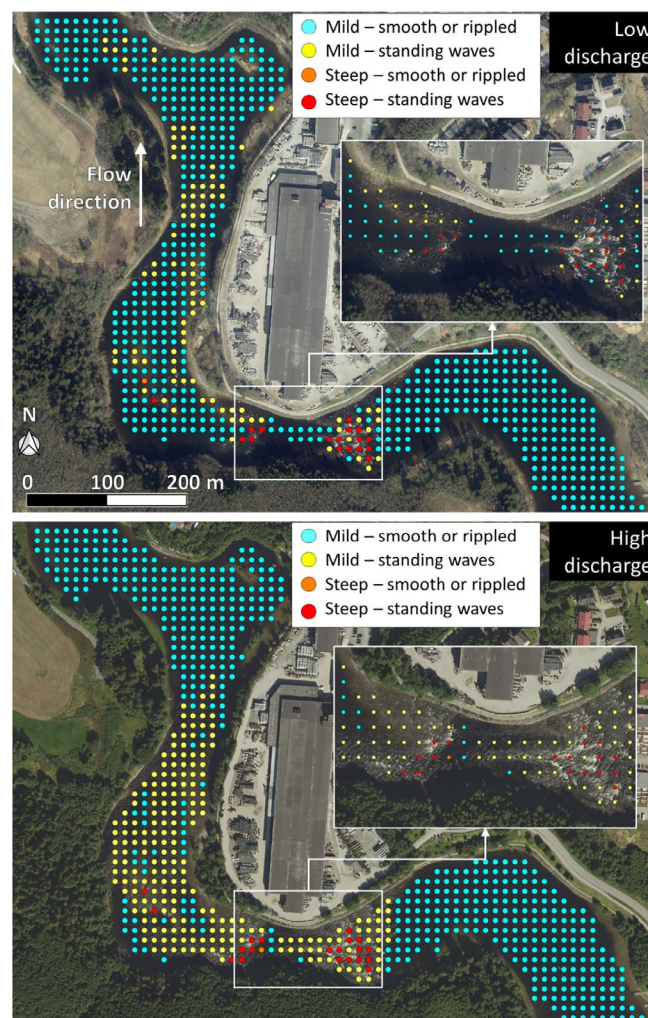 Mild – smooth or rippled
Mild – standing waves
Steep – smooth or rippled
Steep – standing waves
Low
discharge
Flow
direction
N
0 100 200 m
Mild – smooth or rippled
Mild – standing waves
Steep – smooth or rippled
Steep – standing waves
High
discharge